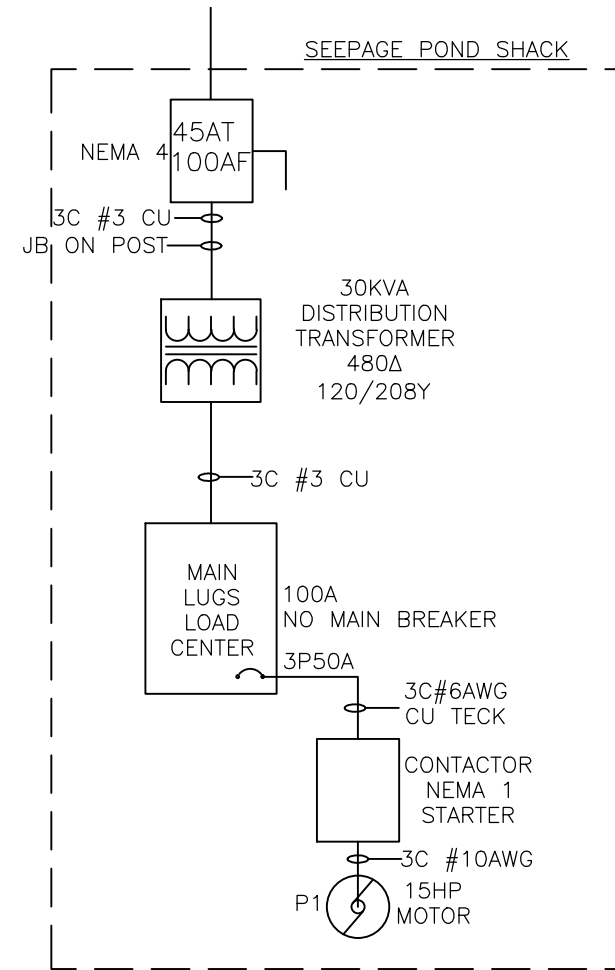 SEEPAGE POND SHACK
45AT
100AF
NEMA 4
3C #3 CU
JB ON POST
30KVA
DISTRIBUTION
TRANSFORMER
480Δ
120/208Y
3C #3 CU
MAIN
LUGS
LOAD
CENTER
100A
NO MAIN BREAKER
3P50A
3C#6AWG
CU TECK
CONTACTOR
NEMA 1
STARTER
3C #10AWG
P1
15HP
MOTOR